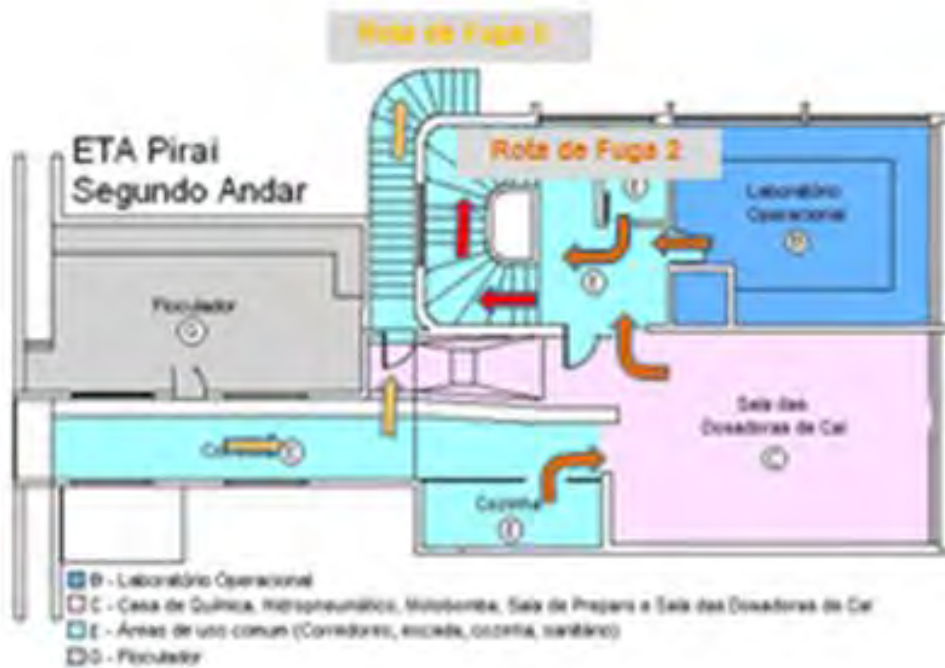 Rota de Fuga 1
ETA Pirai
Segundo Andar
Rota de Fuga 2
E
Laboratório
Operacional
B
E
Floculador
G
Sala das
Dosadoras de Cal
C
E
Cozinha
E
B - Laboratório Operacional
C - Casa de Química, Hidropneumático, Motobomba, Sala de Preparo e Sala das Dosadoras de Cal
E - Áreas de uso comum (Corredores, escada, cozinha, sanitário)
G - Floculador